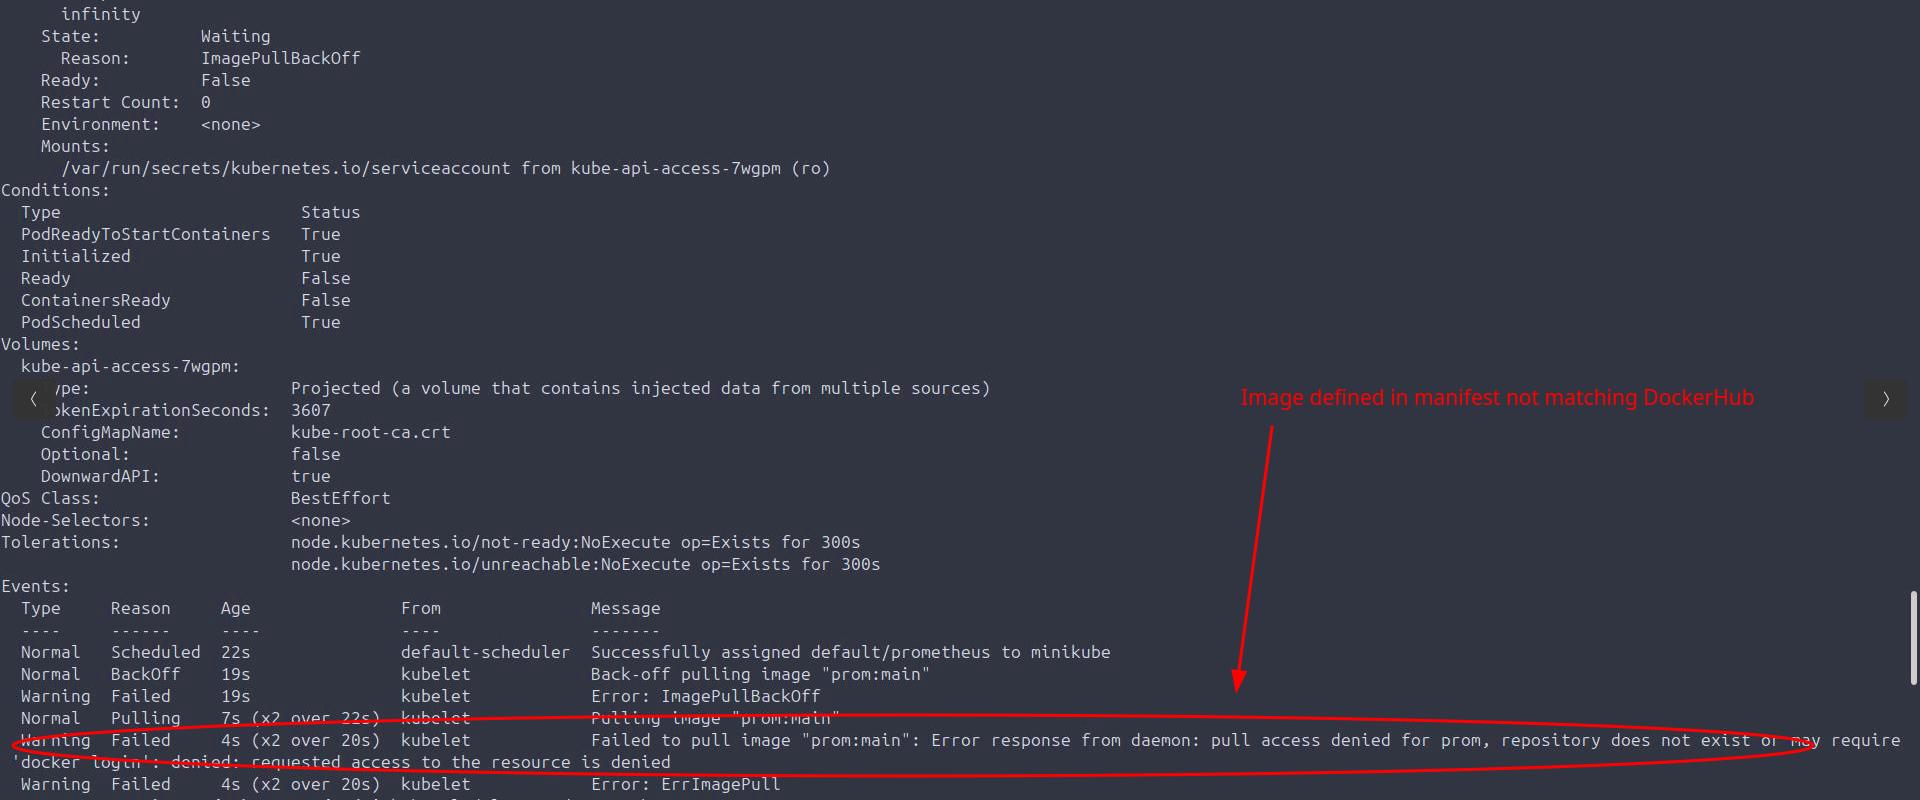 infinity
State: Waiting
Reason: ImagePullBackOff
Ready: False
Restart Count: 0
Environment: <none>
Mounts:
/var/run/secrets/kubernetes.io/serviceaccount from kube-api-access-7wgpm (ro)
Conditions:
Type Status
PodReadyToStartContainers True
Initialized True
Ready False
ContainersReady False
PodScheduled True
Volumes:
kube-api-access-7wgpm:
ype: Projected (a volume that contains injected data from multiple sources)
Image defined in manifest not matching DockerHub
okenExpirationSeconds: 3607
ConfigMapName: kube-root-ca.crt
Optional: false
DownwardAPI: true
QoS Class: BestEffort
Node-Selectors: <none>
Tolerations: node.kubernetes.io/not-ready:NoExecute op=Exists for 300s
node.kubernetes.io/unreachable:NoExecute op=Exists for 300s
Events:
Type Reason Age From Message
---- ------ ---- ---- -------
Normal Scheduled 22s default-scheduler Successfully assigned default/prometheus to minikube
Normal BackOff 19s kubelet Back-off pulling image "prom:main"
Warning Failed 19s kubelet Error: ImagePullBackOff
Normal Pulling 7s (x2 over 22s) kubelet Pulling image "prom:main"
Warning Failed 4s (x2 over 20s) kubelet Failed to pull image "prom:main": Error response from daemon: pull access denied for prom, repository does not exist or may require
'docker login': denied: requested access to the resource is denied
Warning Failed 4s (x2 over 20s) kubelet Error: ErrImagePull